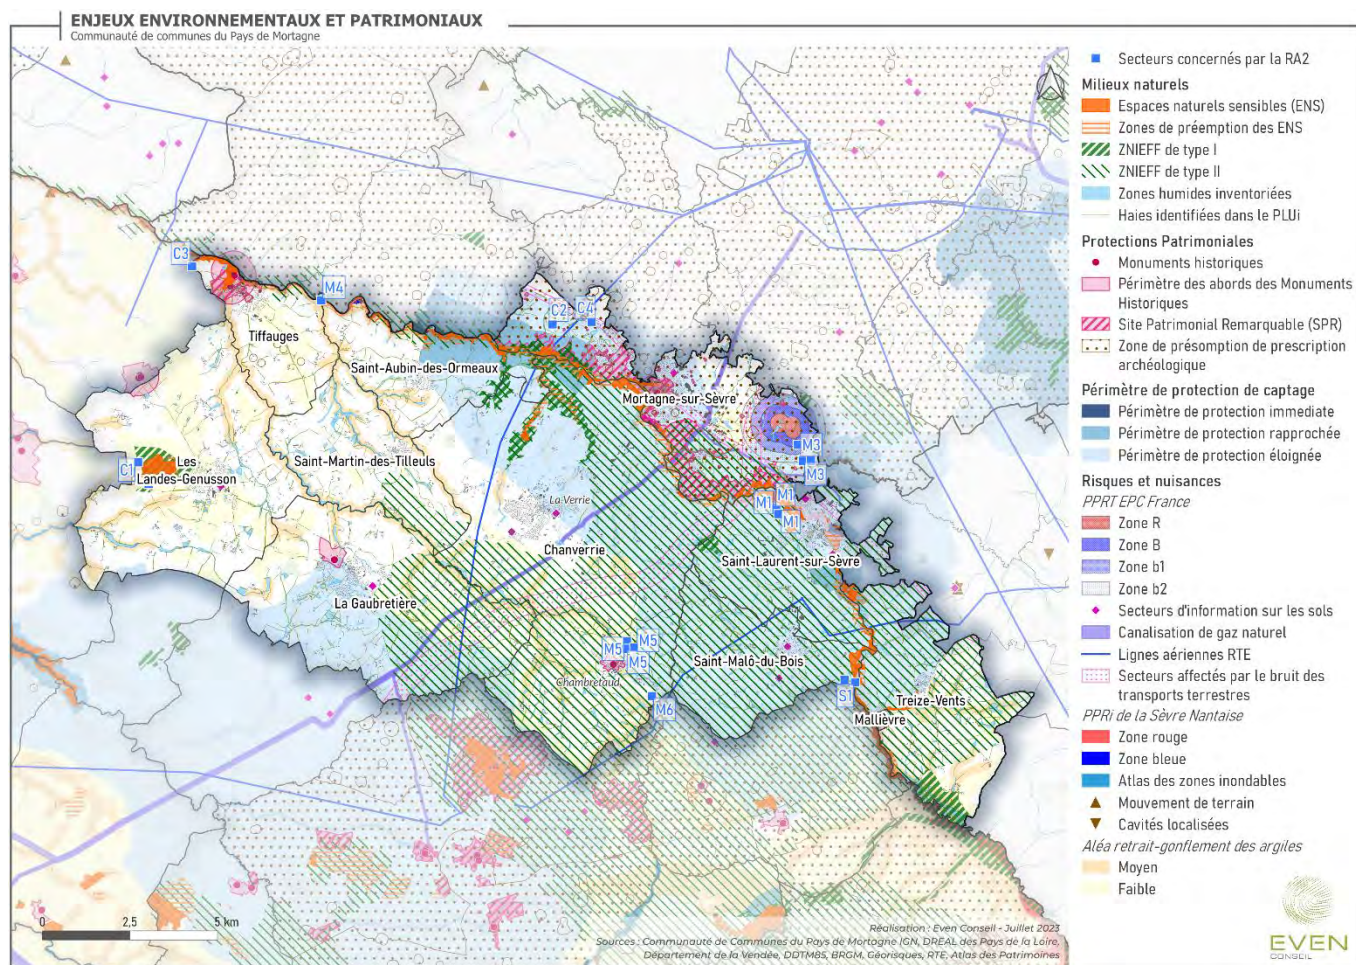 ENJEUX ENVIRONNEMENTAUX ET PATRIMONIAUX
Communauté de communes du Pays de Mortagne
Secteurs concernés par la RA2
Milieux naturels
Espaces naturels sensibles (ENS)
Zones de préemption des ENS
ZNIEFF de type I
ZNIEFF de type II
Zones humides inventoriées
Haies identifiées dans le PLUi
Protections Patrimoniales
Monuments historiques
Périmètre des abords des Monuments
Historiques
Site Patrimonial Remarquable (SPR)
Zone de présomption de prescription
archéologique
Périmètre de protection de captage
Périmètre de protection immediate
Périmètre de protection rapprochée
Périmètre de protection éloignée
Risques et nuisances
PPRT EPC France
Zone R
Zone B
Zone b1
Zone b2
Secteurs d'information sur les sols
Canalisation de gaz naturel
Lignes aériennes RTE
Secteurs affectés par le bruit des
transports terrestres
PPRi de la Sèvre Nantaise
Zone rouge
Zone bleue
Atlas des zones inondables
Mouvement de terrain
Cavités localisées
Aléa retrait-gonflement des argiles
Moyen
Faible
C3
M4
C2
C4
Tiffauges
Saint-Aubin-des-Ormeaux
Mortagne-sur-Sèvre
M3
M3
C1
Les
Landes-Genusson
Saint-Martin-des-Tilleuls
La Verrie
M1
M1
M1
Chanverrie
Saint-Laurent-sur-Sèvre
La Gaubretière
M5
M5
M5
Chambretaud
Saint-Malô-du-Bois
M6
S1
Treize-Vents
Mallièvre
0
2,5
5 km
Réalisation : Even Conseil - Juillet 2023
Sources : Communauté de Communes du Pays de Mortagne IGN, DREAL des Pays de la Loire,
Département de la Vendée, DDTM85, BRGM, Géorisques, RTE, Atlas des Patrimoines
EVEN
CONSEIL